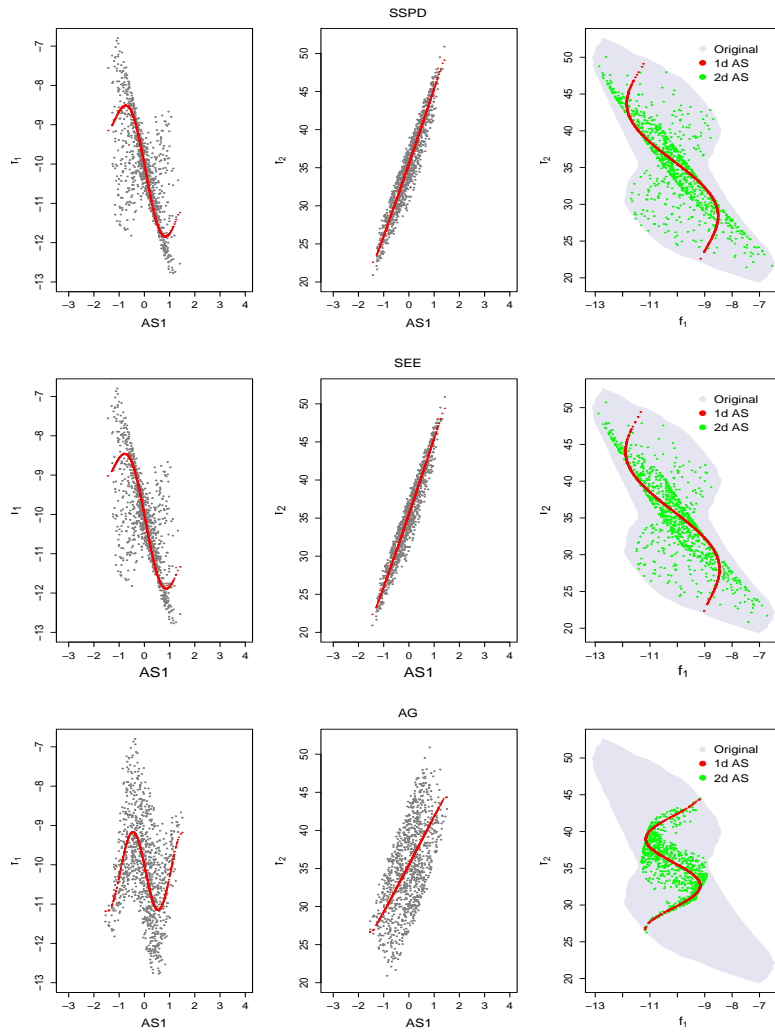 SSPD
f₁
−7
−8
−9
−10
−11
−12
−13
−3 −2 −1 0 1 2 3 4
AS1
f₂
50
45
40
35
30
25
20
−3 −2 −1 0 1 2 3 4
AS1
f₂
50
45
40
35
30
25
20
Original
1d AS
2d AS
−13 −11 −9 −8 −7
f₁
SEE
f₁
−7
−8
−9
−10
−11
−12
−13
−3 −2 −1 0 1 2 3 4
AS1
f₂
50
45
40
35
30
25
20
−3 −2 −1 0 1 2 3 4
AS1
f₂
50
45
40
35
30
25
20
Original
1d AS
2d AS
−13 −11 −9 −8 −7
f₁
AG
f₁
−7
−8
−9
−10
−11
−12
−13
−3 −2 −1 0 1 2 3 4
AS1
f₂
50
45
40
35
30
25
20
−3 −2 −1 0 1 2 3 4
AS1
f₂
50
45
40
35
30
25
20
Original
1d AS
2d AS
−13 −11 −9 −8 −7
f₁